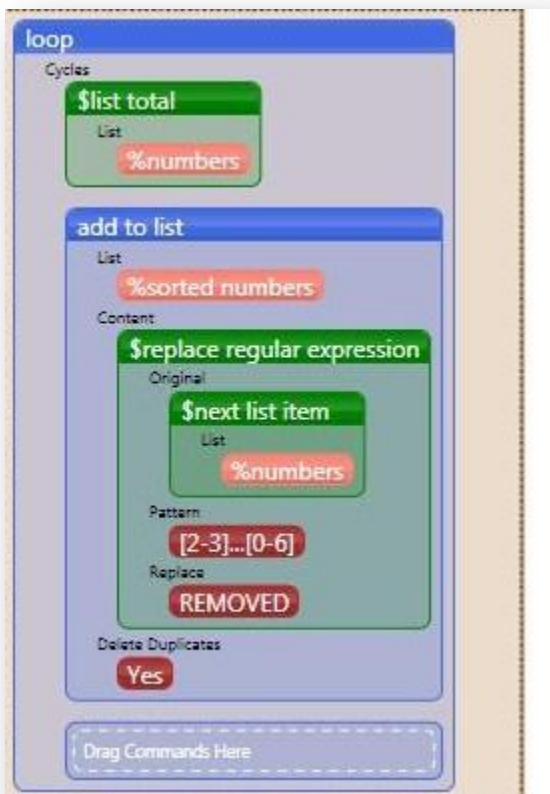 loop
Cycles
$list total
List
%numbers
add to list
List
%sorted numbers
Content
$replace regular expression
Original
$next list item
List
%numbers
Pattern
[2-3]...[0-6]
Replace
REMOVED
Delete Duplicates
Yes
Drag Commands Here